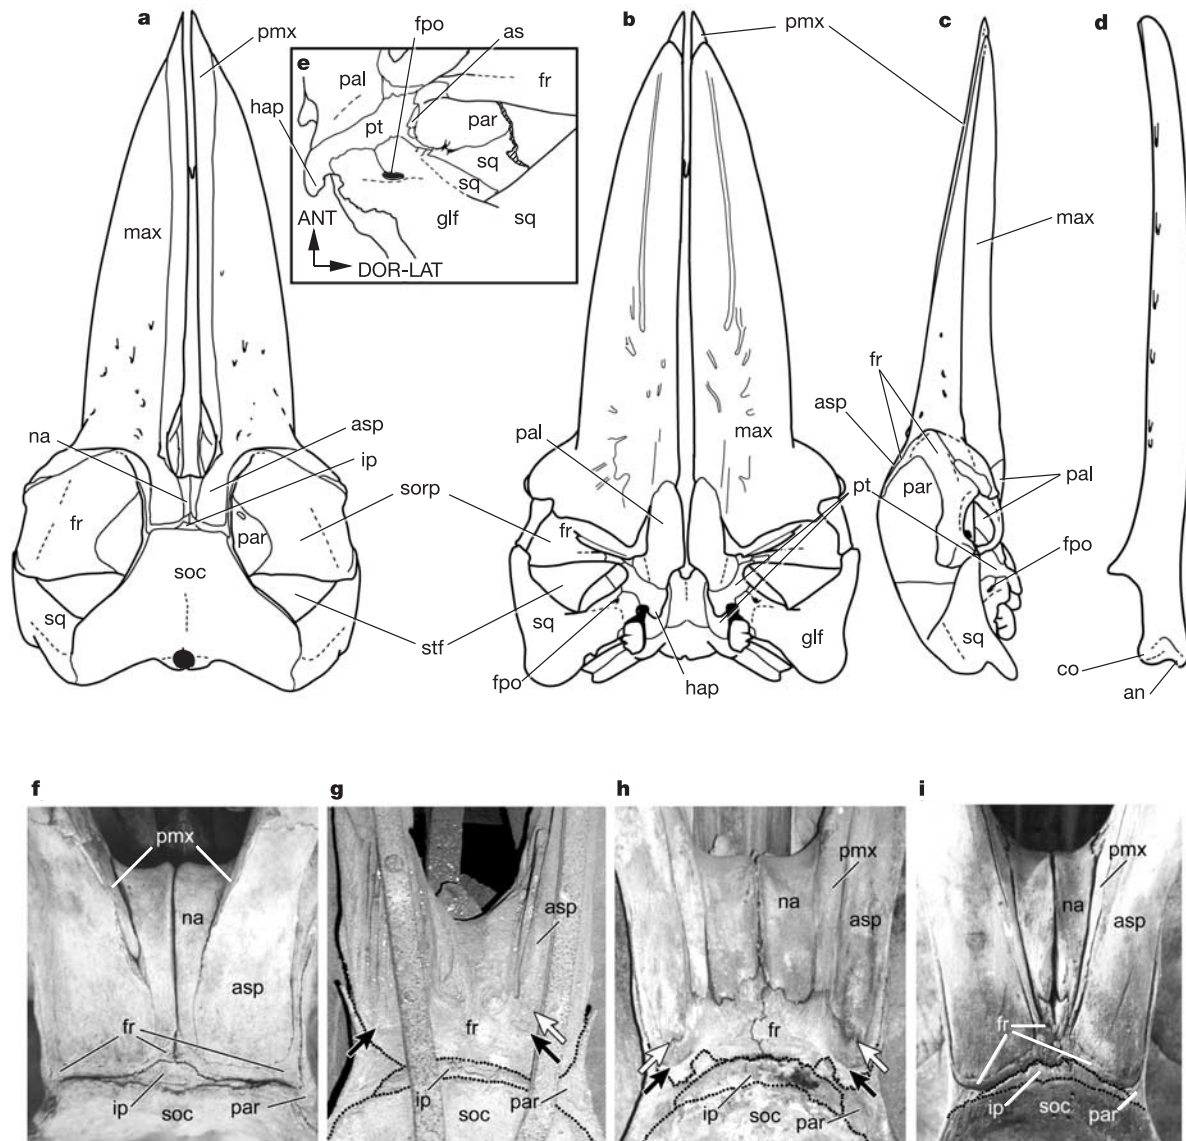 a
pmx
fpo
as
b
pmx
c
d
e
pal
fr
hap
pt
par
sq
sq
glf
sq
ANT
DOR-LAT
max
max
na
asp
ip
fr
par
sorp
soc
sq
stf
pal
max
fr
pt
sq
glf
fpo
hap
fr
asp
par
pal
fpo
sq
co
an
f
g
h
i
pmx
na
asp
fr
ip
soc
par
asp
fr
ip
soc
par
pmx
na
asp
fr
ip
soc
par
pmx
na
asp
fr
ip
soc
par